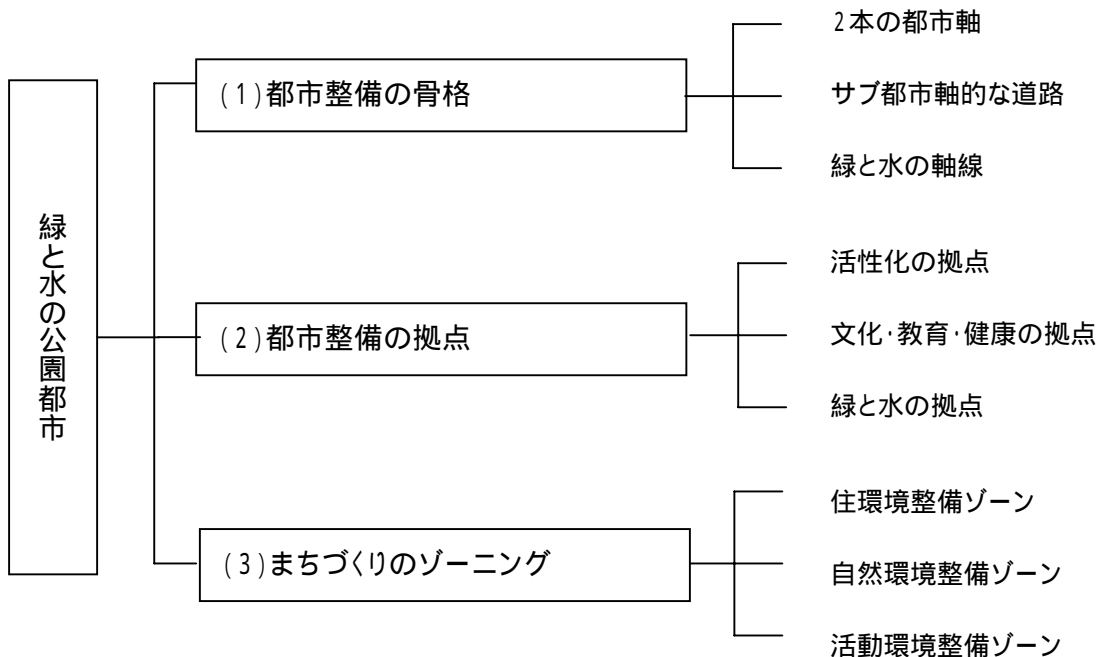 緑と水の公園都市
(1)都市整備の骨格
2本の都市軸
サブ都市軸的な道路
緑と水の軸線
(2)都市整備の拠点
活性化の拠点
文化・教育・健康の拠点
緑と水の拠点
(3)まちづくりのゾーニング
住環境整備ゾーン
自然環境整備ゾーン
活動環境整備ゾーン